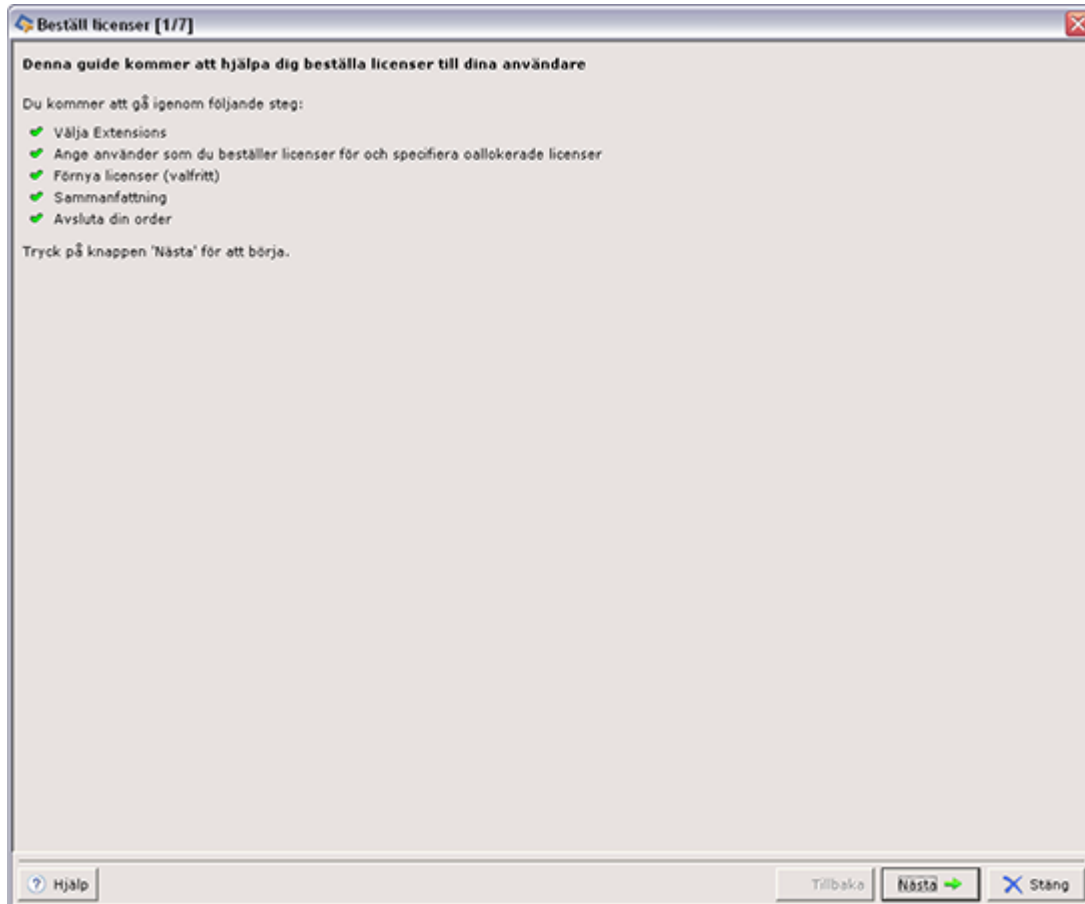 Beställ licenser [1/7]
Denna guide kommer att hjälpa dig beställa licenser till dina användare
Du kommer att gå igenom följande steg:
Välja Extensions
Ange använder som du beställer licenser för och specifiera oallokerade licenser
Förnya licenser (valfritt)
Sammanfattning
Avsluta din order
Tryck på knappen 'Nästa' för att börja.
Hjälp
Tillbaka
Nästa
Stäng